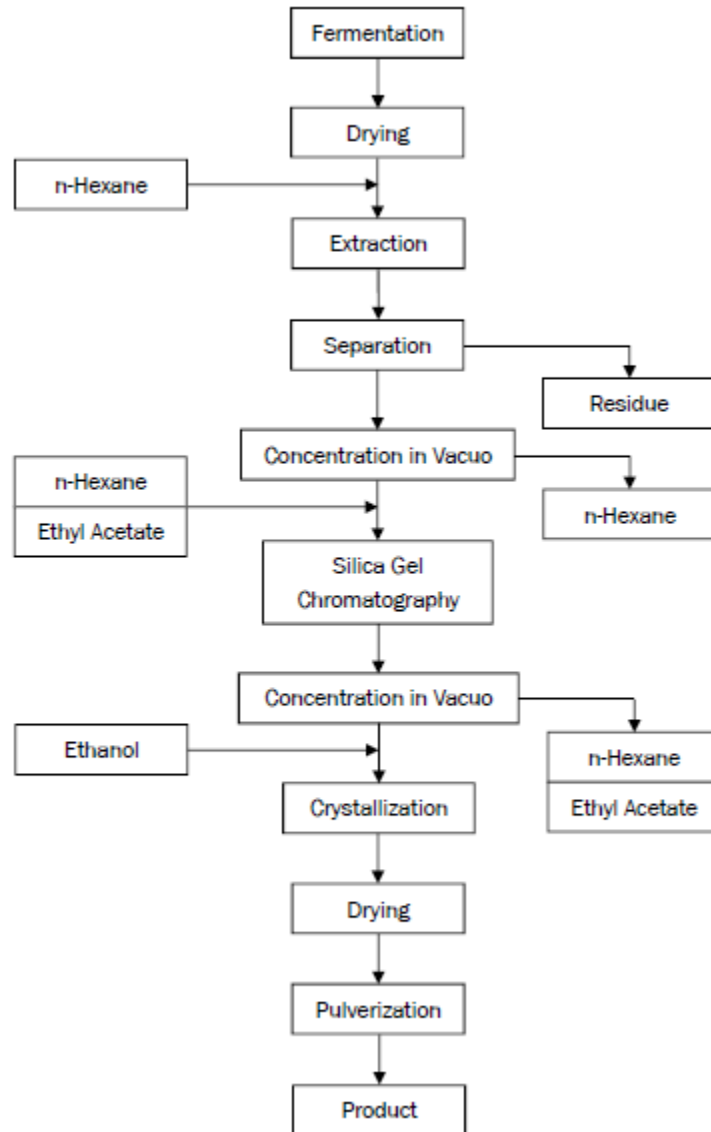 Fermentation
Drying
n-Hexane
Extraction
Separation
Residue
Concentration in Vacuo
n-Hexane
Ethyl Acetate
n-Hexane
Silica Gel
Chromatography
Concentration in Vacuo
Ethanol
n-Hexane
Ethyl Acetate
Crystallization
Drying
Pulverization
Product